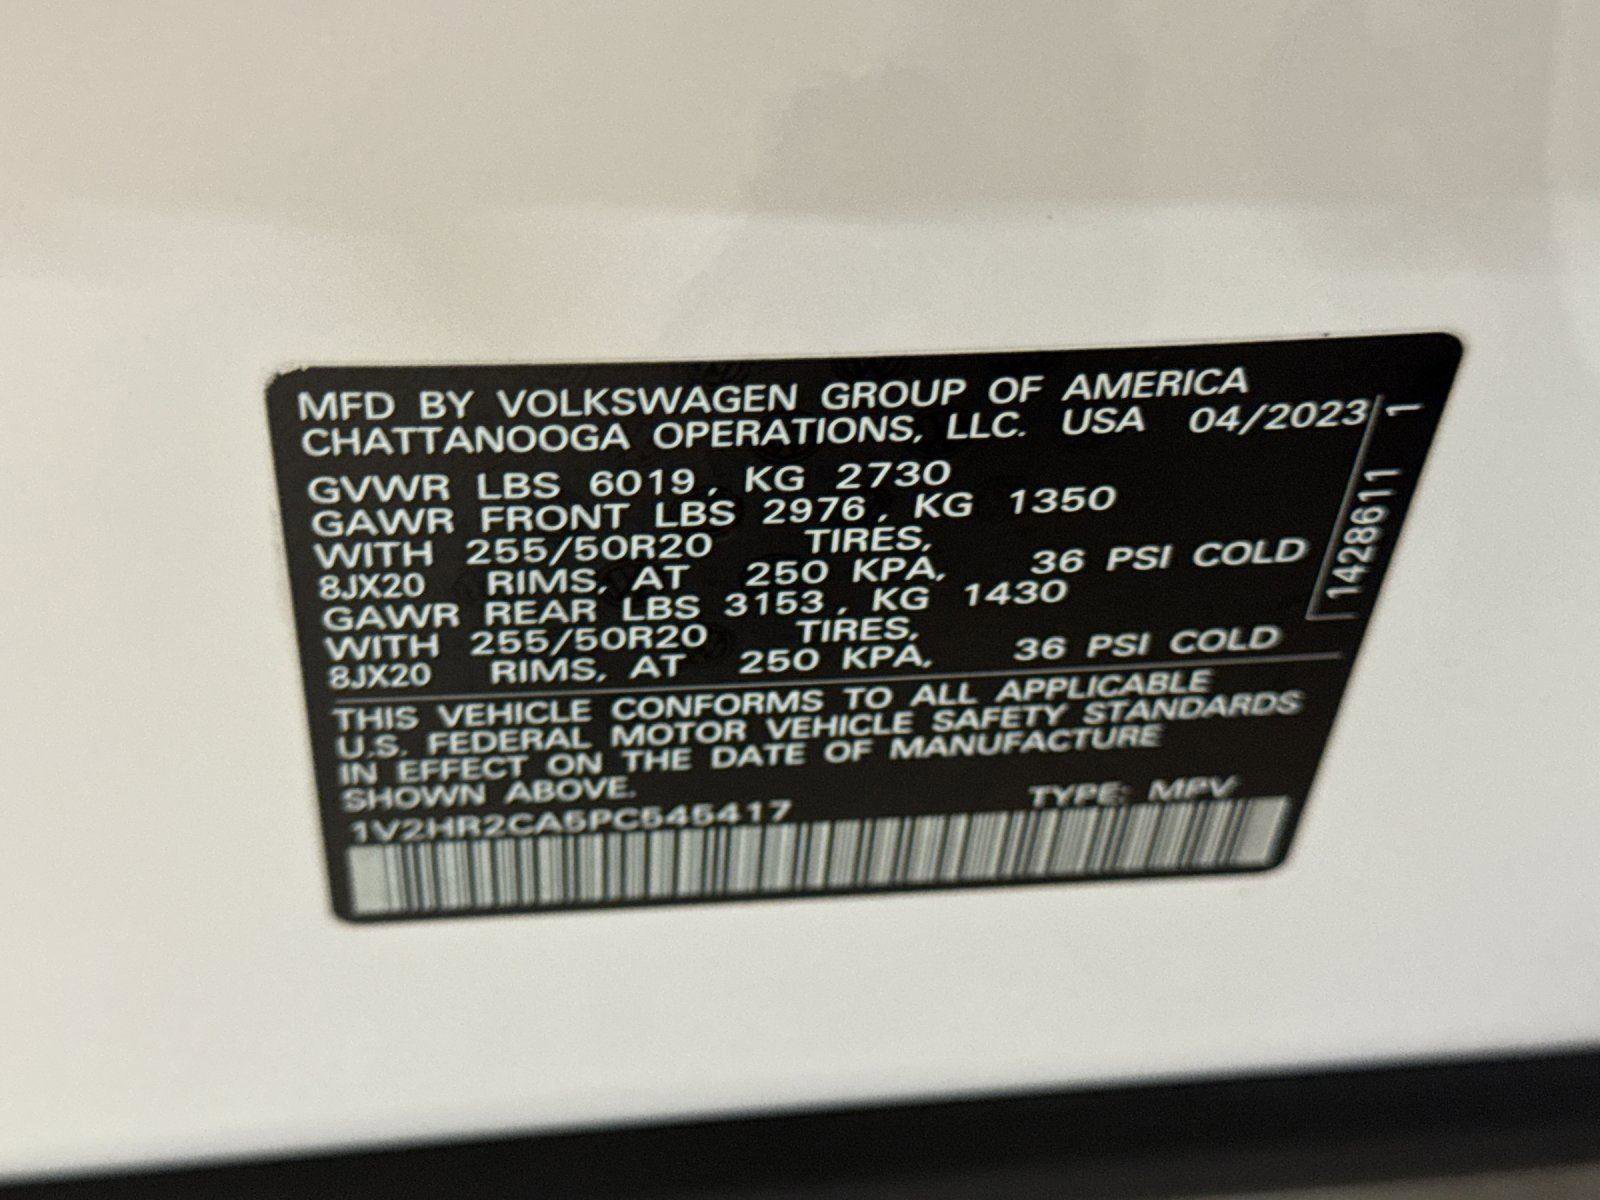 MFD BY VOLKSWAGEN GROUP OF AMERICA
CHATTANOOGA OPERATIONS, LLC. USA 04/2023
GVWR LBS 6019, KG 2730
GAWR FRONT LBS 2976, KG 1350
WITH 255/50R20 TIRES,
8JX20 RIMS, AT 250 KPA, 36 PSI COLD
GAWR REAR LBS 3153, KG 1430
WITH 255/50R20 TIRES,
8JX20 RIMS, AT 250 KPA, 36 PSI COLD
THIS VEHICLE CONFORMS TO ALL APPLICABLE
U.S. FEDERAL MOTOR VEHICLE SAFETY STANDARDS
IN EFFECT ON THE DATE OF MANUFACTURE
SHOWN ABOVE.
1V2HR2CA5PC545417 TYPE: MPV
1428611 1